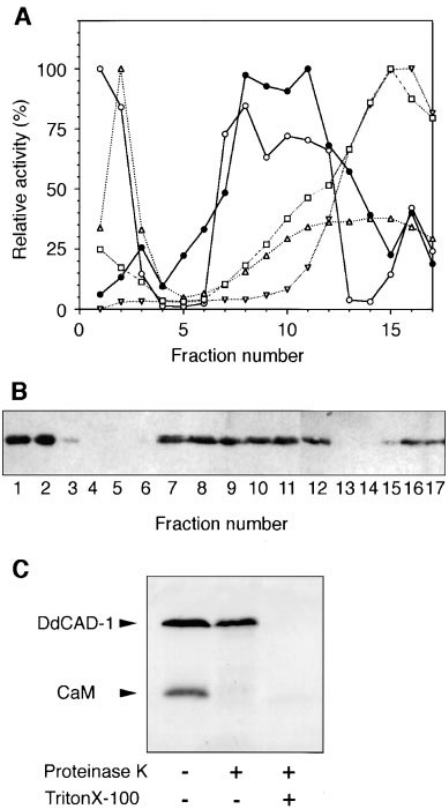 A
Relative activity (%)
100
75
50
25
0
0
5
10
15
Fraction number
B
1 2 3 4 5 6 7 8 9 10 11 12 13 14 15 16 17
Fraction number
C
DdCAD-1
CaM
Proteinase K - + +
TritonX-100 - - +